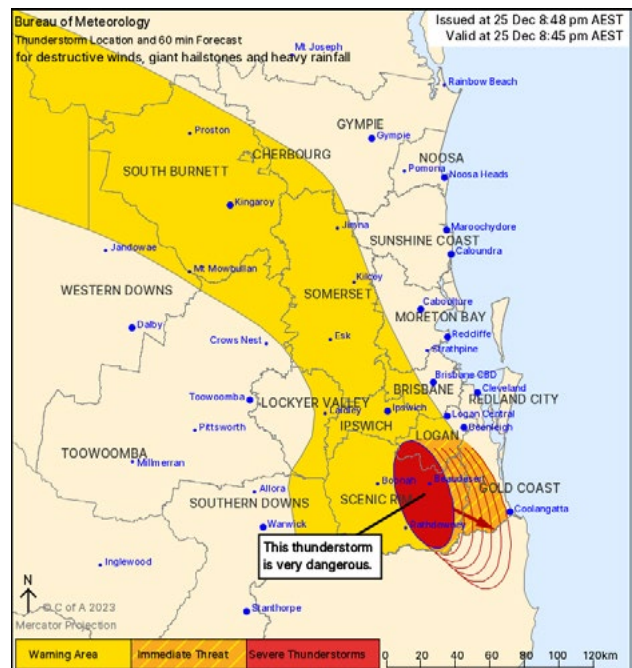 Bureau of Meteorology
Issued at 25 Dec 8:48 pm AEST
Thunderstorm Location and 60 min Forecast
Valid at 25 Dec 8:45 pm AEST
for destructive winds, giant hailstones and heavy rainfall
Mt Joseph
Rainbow Beach
GYMPIE
Proston
Gympie
CHERBOURG
NOOSA
SOUTH BURNETT
Pomona
Noosa Heads
Kingaroy
Jimna
Maroochydore
SUNSHINE COAST
Jandowae
Caloundra
Mt Mowbullan
Kilcoy
WESTERN DOWNS
SOMERSET
Caboolture
MORETON BAY
Dalby
Redcliffe
Crows Nest
Esk
Strathpine
Brisbane CBD
BRISBANE
Cleveland
Toowoomba
LOCKYER VALLEY
REDLAND CITY
Laidley
Ipswich
Logan Central
IPSWICH
Pittsworth
Beenleigh
LOGAN
TOOWOOMBA
Millmerran
Boonah
Beaudesert
Allora
SCENIC RIM
GOLD COAST
SOUTHERN DOWNS
Coolangatta
Warwick
Rathdowney
This thunderstorm
is very dangerous.
Inglewood
N
© C of A 2023
Stanthorpe
Mercator Projection
Warning Area
Immediate Threat
Severe Thunderstorms
0 20 40 60 80 100 120km